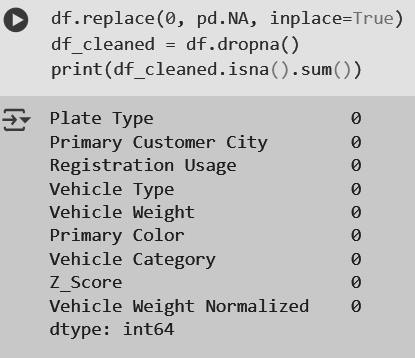 df.replace(0, pd.NA, inplace=True)
df_cleaned = df.dropna()
print(df_cleaned.isna().sum())
Plate Type 0
Primary Customer City 0
Registration Usage 0
Vehicle Type 0
Vehicle Weight 0
Primary Color 0
Vehicle Category 0
Z_Score 0
Vehicle Weight Normalized 0
dtype: int64